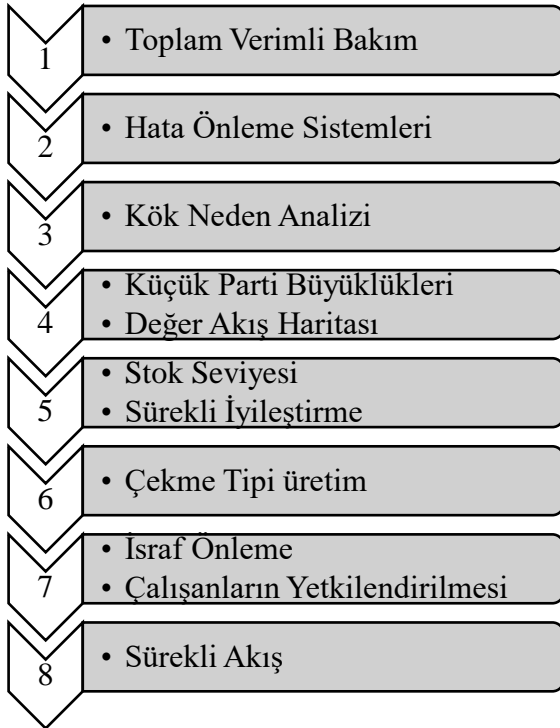 1
• Toplam Verimli Bakım
2
• Hata Önleme Sistemleri
3
• Kök Neden Analizi
4
• Küçük Parti Büyüklükleri
• Değer Akış Haritası
5
• Stok Seviyesi
• Sürekli İyileştirme
6
• Çekme Tipi üretim
7
• İsraf Önleme
• Çalışanların Yetkilendirilmesi
8
• Sürekli Akış